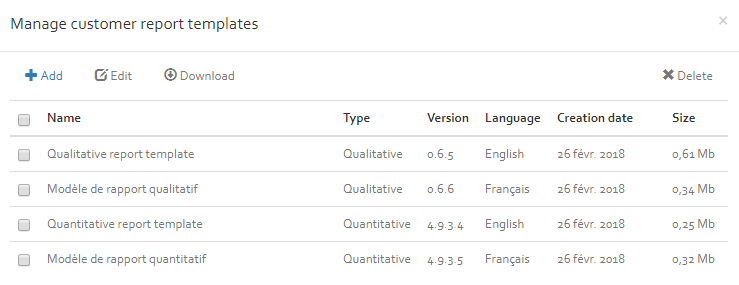 Manage customer report templates ×
Add Edit Download Delete
Name Type Version Language Creation date Size
Qualitative report template Qualitative 0.6.5 English 26 févr. 2018 0,61 Mb
Modèle de rapport qualitatif Qualitative 0.6.6 Français 26 févr. 2018 0,34 Mb
Quantitative report template Quantitative 4.9.3.4 English 26 févr. 2018 0,25 Mb
Modèle de rapport quantitatif Quantitative 4.9.3.5 Français 26 févr. 2018 0,32 Mb